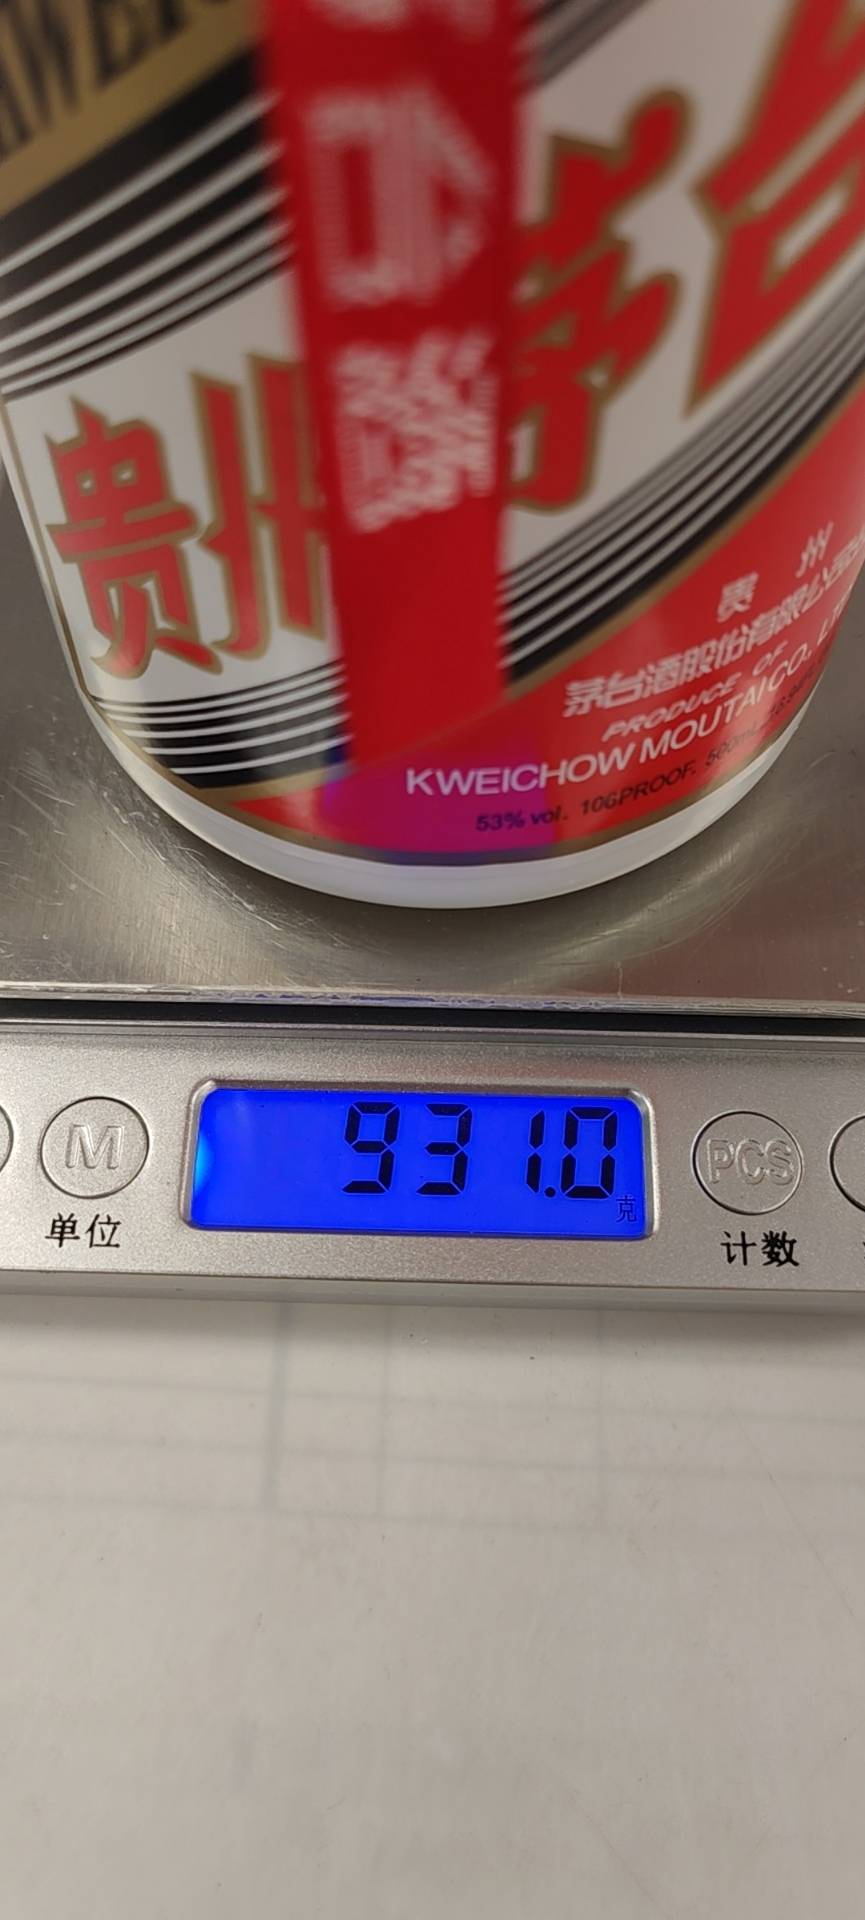 贵州茅台
贵州
茅台酒股份有限公司
PRODUCE OF
KWEICHOW MOUTAI CO., LTD
53% vol. 106PROOF. 500mL
931.0
克
M
单位
PCS
计数